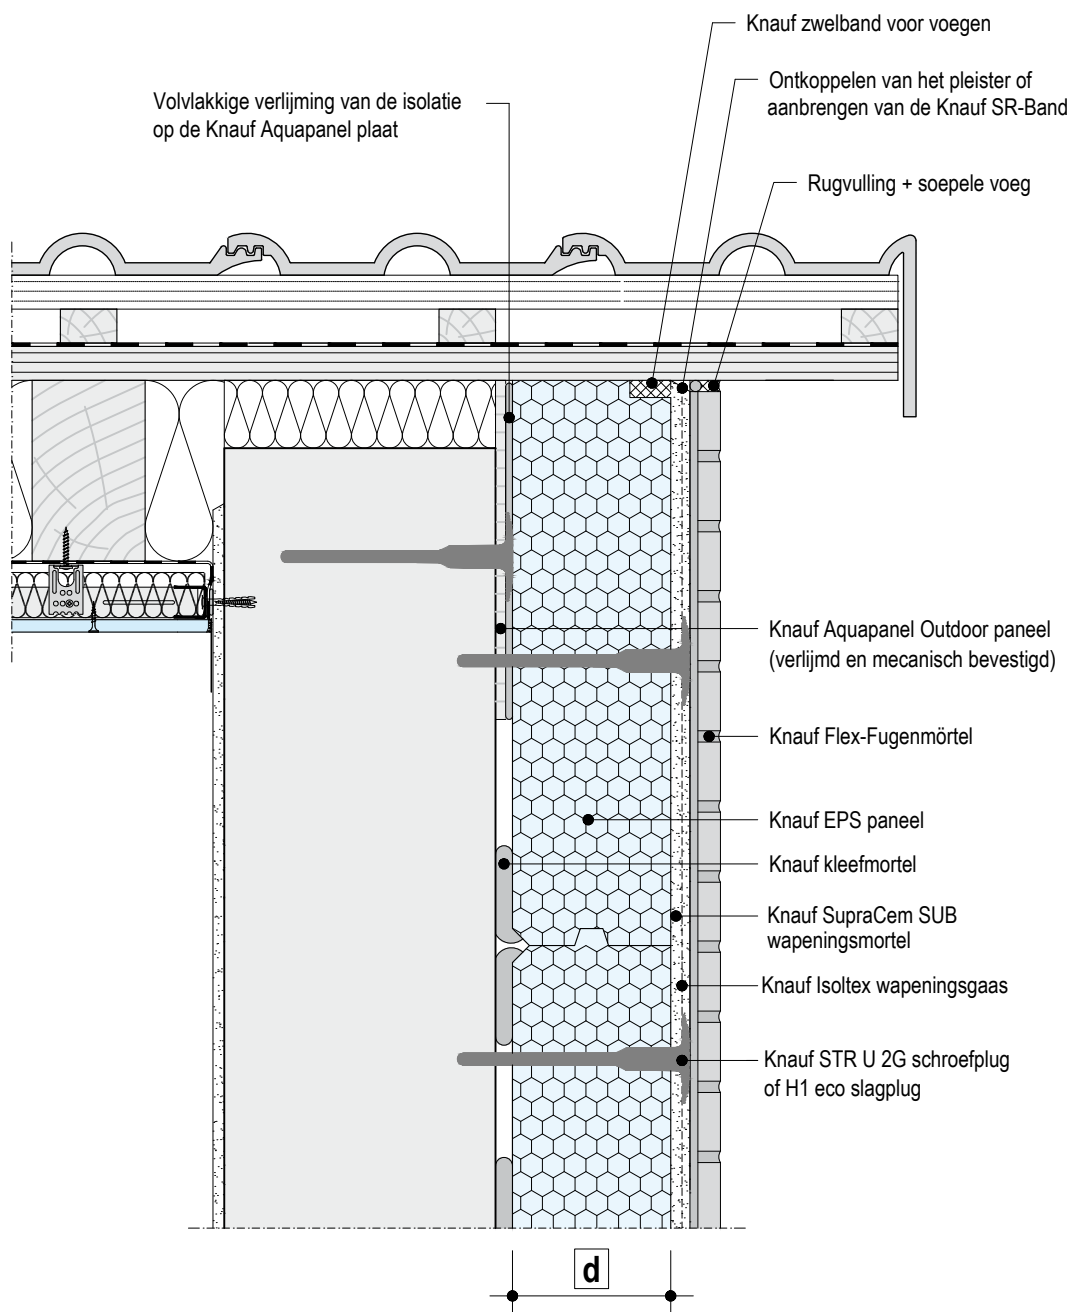 Knauf zwelband voor voegen
Ontkoppelen van het pleister of
aanbrengen van de Knauf SR-Band
Volvlakkige verlijming van de isolatie
op de Knauf Aquapanel plaat
Rugvulling + soepele voeg
Knauf Aquapanel Outdoor paneel
(verlijmd en mecanisch bevestigd)
Knauf Flex-Fugenmörtel
Knauf EPS paneel
Knauf kleefmortel
Knauf SupraCem SUB
wapeningsmortel
Knauf Isoltex wapeningsgaas
Knauf STR U 2G schroefplug
of H1 eco slagplug
d